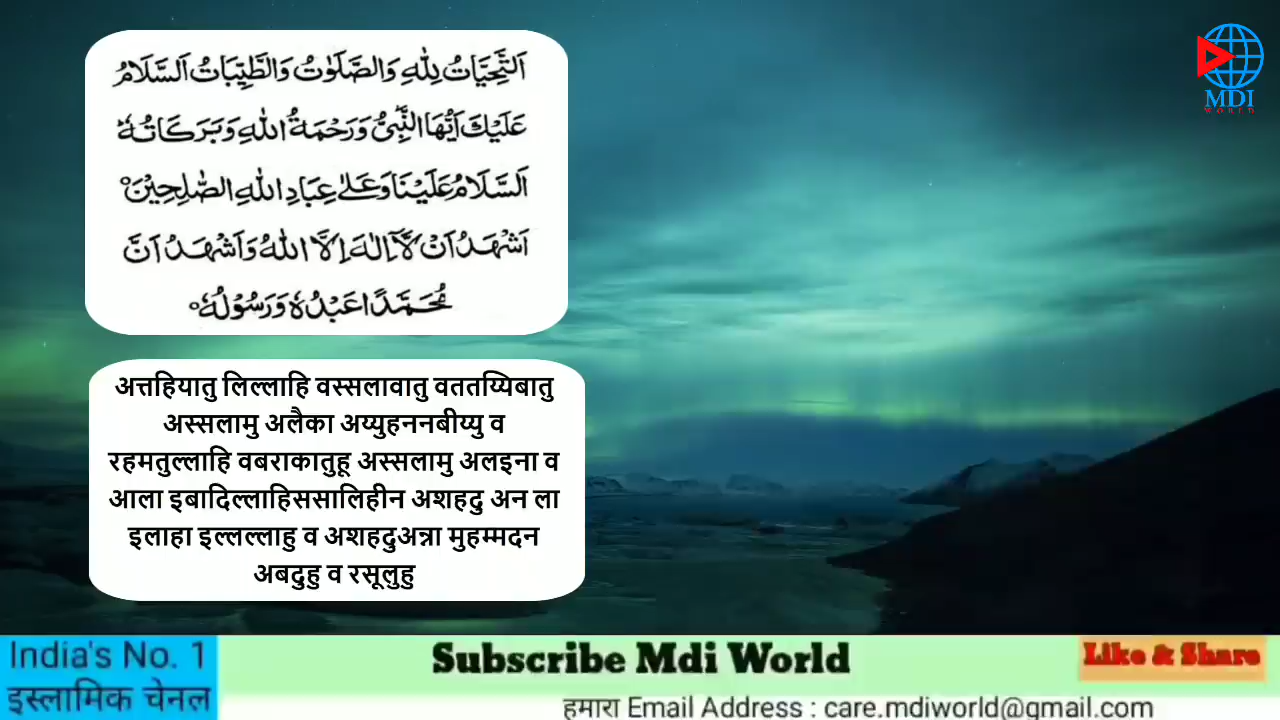 اَلتَّحِيَّاتُ لِلّٰهِ وَالصَّلَوٰتُ وَالطَّيِّبَاتُ اَلسَّلَامُ
عَلَيْكَ اَيُّهَا النَّبِيُّ وَرَحْمَةُ اللّٰهِ وَبَرَكَاتُهٗ
اَلسَّلَامُ عَلَيْنَا وَعَلٰى عِبَادِ اللّٰهِ الصّٰلِحِيْنَ
اَشْهَدُ اَنْ لَّاۤ اِلٰهَ اِلَّا اللّٰهُ وَاَشْهَدُ اَنَّ
مُحَمَّدًا عَبْدُهٗ وَرَسُوْلُهٗ
अत्तहियातु लिल्लाहि वस्सलावातु वततय्यिबातु
अस्सलामु अलैका अय्युहननबीय्यु व
रहमतुल्लाहि वबराकातुहू अस्सलामु अलइना व
आला इबादिल्लाहिससालिहीन अशहदु अन ला
इलाहा इल्लल्लाहु व अशहदुअन्ना मुहम्मदन
अबदुहु व रसूलुहु
MDI
WORLD
India's No. 1
इस्लामिक चेनल
Subscribe Mdi World
Like & Share
हमारा Email Address : care.mdiworld@gmail.com